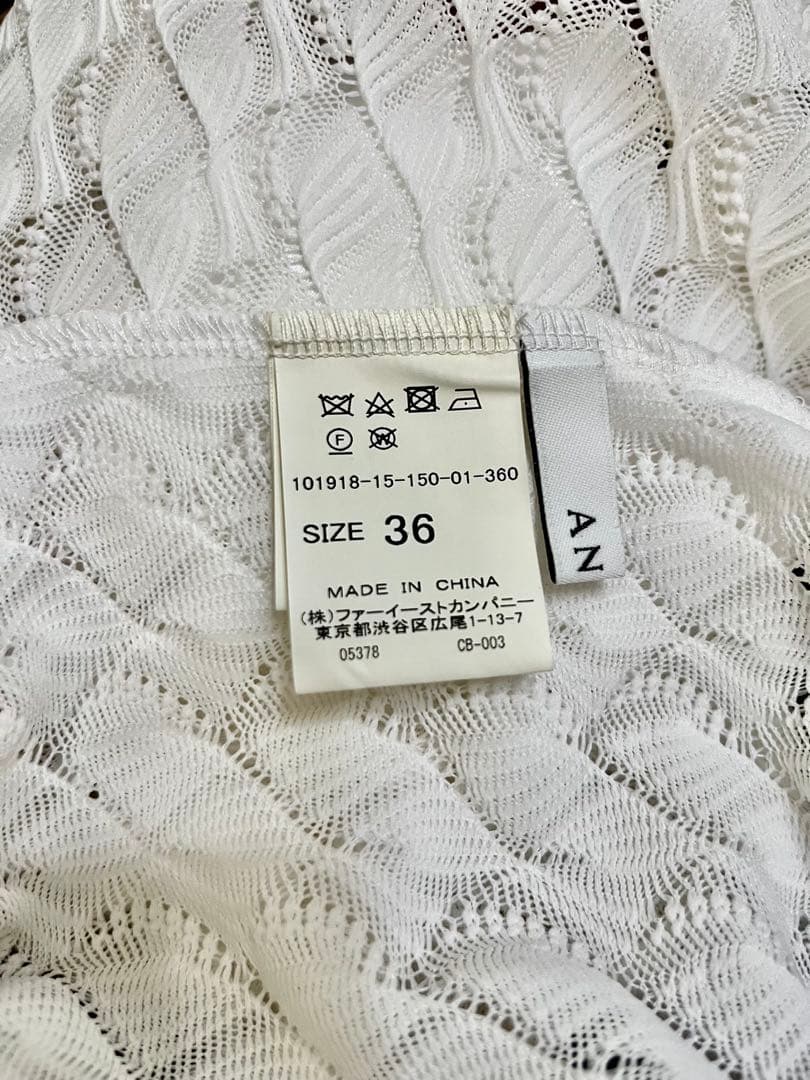 F W
101918-15-150-01-360
SIZE 36
MADE IN CHINA
(株)ファーイーストカンパニー
東京都渋谷区広尾1-13-7
05378 CB-003
AN